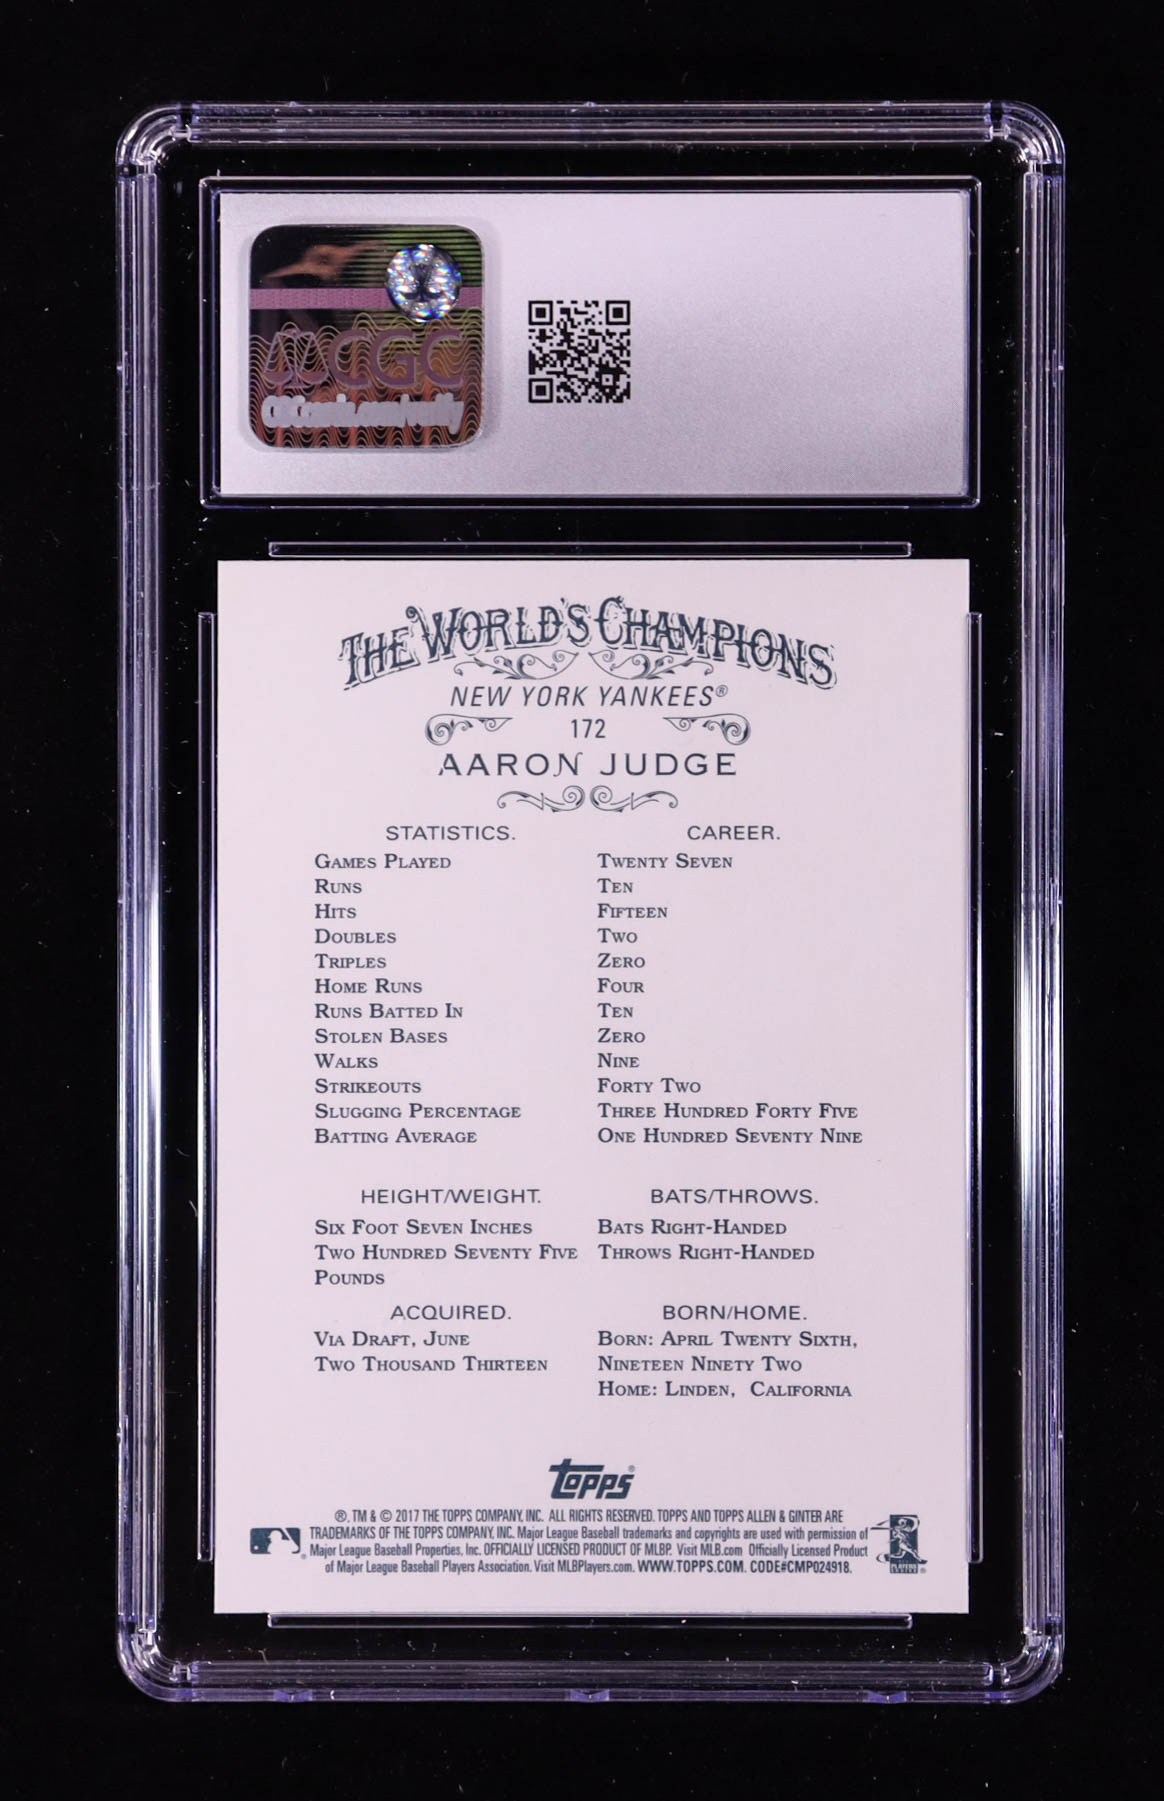 CGC
THE WORLD'S CHAMPIONS
NEW YORK YANKEES®
172
AARON JUDGE
STATISTICS. CAREER.
GAMES PLAYED TWENTY SEVEN
RUNS TEN
HITS FIFTEEN
DOUBLES TWO
TRIPLES ZERO
HOME RUNS FOUR
RUNS BATTED IN TEN
STOLEN BASES ZERO
WALKS NINE
STRIKEOUTS FORTY TWO
SLUGGING PERCENTAGE THREE HUNDRED FORTY FIVE
BATTING AVERAGE ONE HUNDRED SEVENTY NINE
HEIGHT/WEIGHT. BATS/THROWS.
SIX FOOT SEVEN INCHES BATS RIGHT-HANDED
TWO HUNDRED SEVENTY FIVE THROWS RIGHT-HANDED
POUNDS
ACQUIRED. BORN/HOME.
VIA DRAFT, JUNE BORN: APRIL TWENTY SIXTH,
TWO THOUSAND THIRTEEN NINETEEN NINETY TWO
HOME: LINDEN, CALIFORNIA
TOPPS®
®, TM & © 2017 THE TOPPS COMPANY, INC. ALL RIGHTS RESERVED. TOPPS AND TOPPS ALLEN & GINTER ARE
TRADEMARKS OF THE TOPPS COMPANY, INC. Major League Baseball trademarks and copyrights are used with permission of
Major League Baseball Properties, Inc. OFFICIALLY LICENSED PRODUCT OF MLBP. Visit MLB.com Officially Licensed Product
of Major League Baseball Players Association. Visit MLBPlayers.com. WWW.TOPPS.COM. CODE#CMP024918.
PLAYERS
CHOICE ®